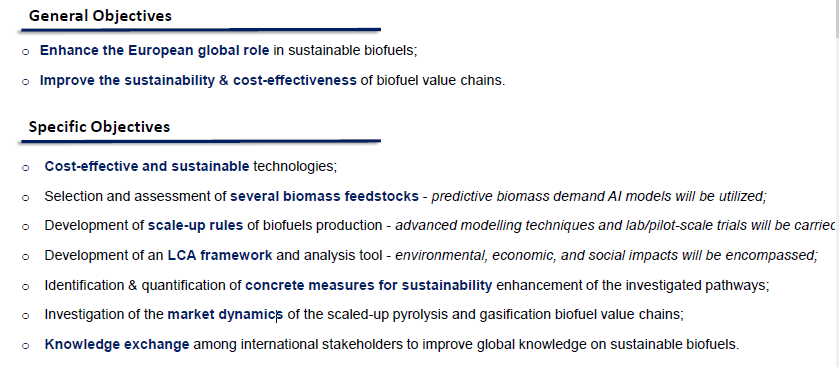 General Objectives
o Enhance the European global role in sustainable biofuels;
o Improve the sustainability & cost-effectiveness of biofuel value chains.
Specific Objectives
o Cost-effective and sustainable technologies;
o Selection and assessment of several biomass feedstocks - predictive biomass demand AI models will be utilized;
o Development of scale-up rules of biofuels production - advanced modelling techniques and lab/pilot-scale trials will be carried
o Development of an LCA framework and analysis tool - environmental, economic, and social impacts will be encompassed;
o Identification & quantification of concrete measures for sustainability enhancement of the investigated pathways;
o Investigation of the market dynamics of the scaled-up pyrolysis and gasification biofuel value chains;
o Knowledge exchange among international stakeholders to improve global knowledge on sustainable biofuels.